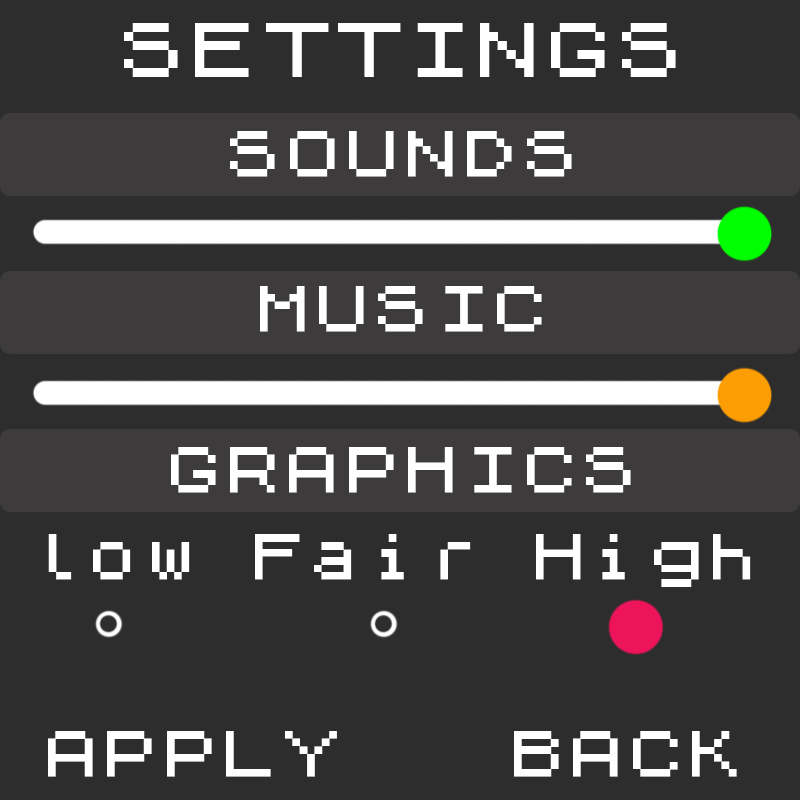 SETTINGS
SOUNDS
MUSIC
GRAPHICS
low Fair High
APPLY BACK